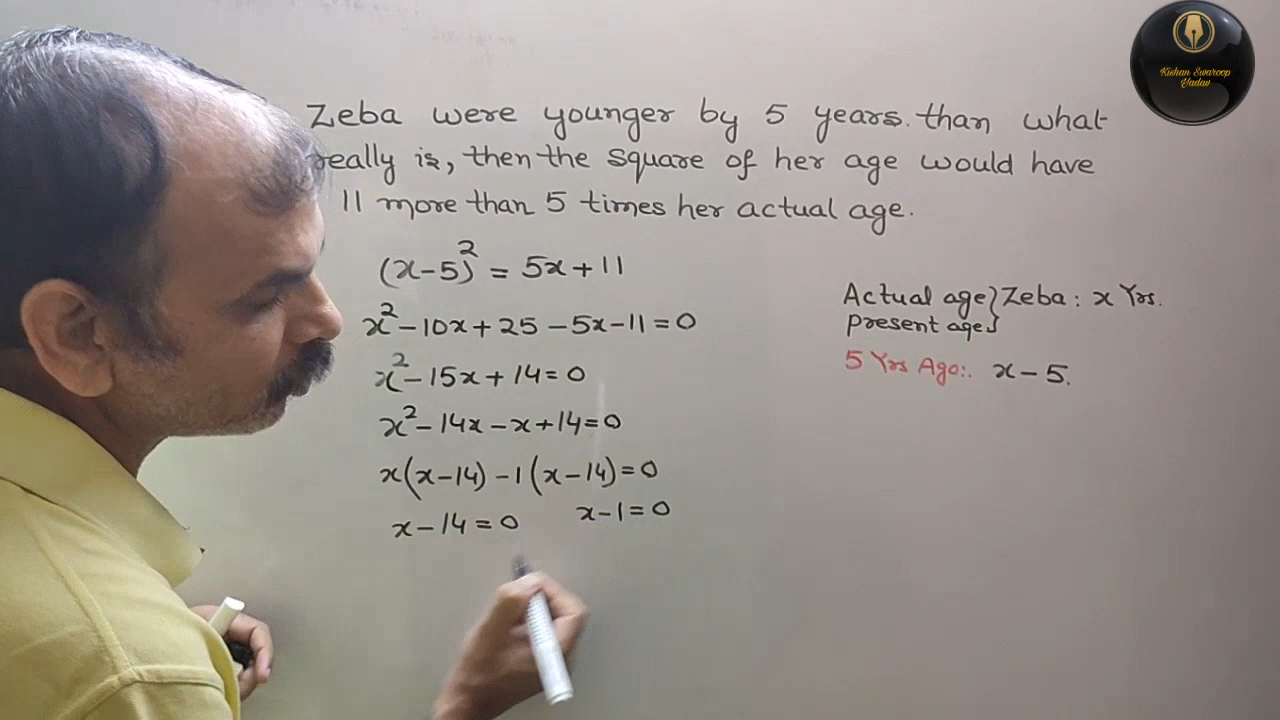 Zeba were younger by 5 years. than what
really is, then the square of her age would have
11 more than 5 times her actual age.
(x-5)² = 5x+11
x²-10x+25-5x-11=0
x²-15x+14=0
x²-14x-x+14=0
x(x-14)-1(x-14)=0
x-14=0 x-1=0
Actual age} Zeba: x Yrs.
Present age}
5 Yrs Ago:. x-5.
Kishan Swaroop
Yadav